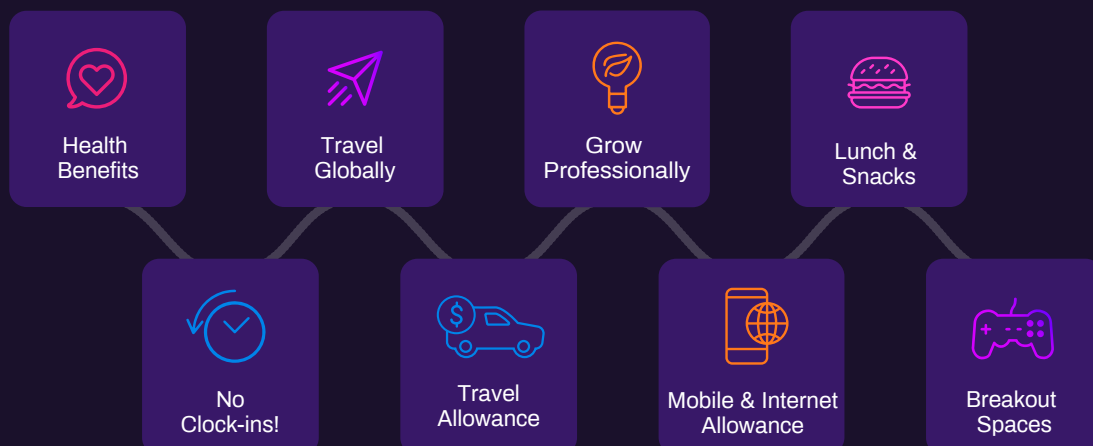 Health
Benefits
Travel
Globally
Grow
Professionally
Lunch &
Snacks
No
Clock-ins!
$
Travel
Allowance
Mobile & Internet
Allowance
Breakout
Spaces